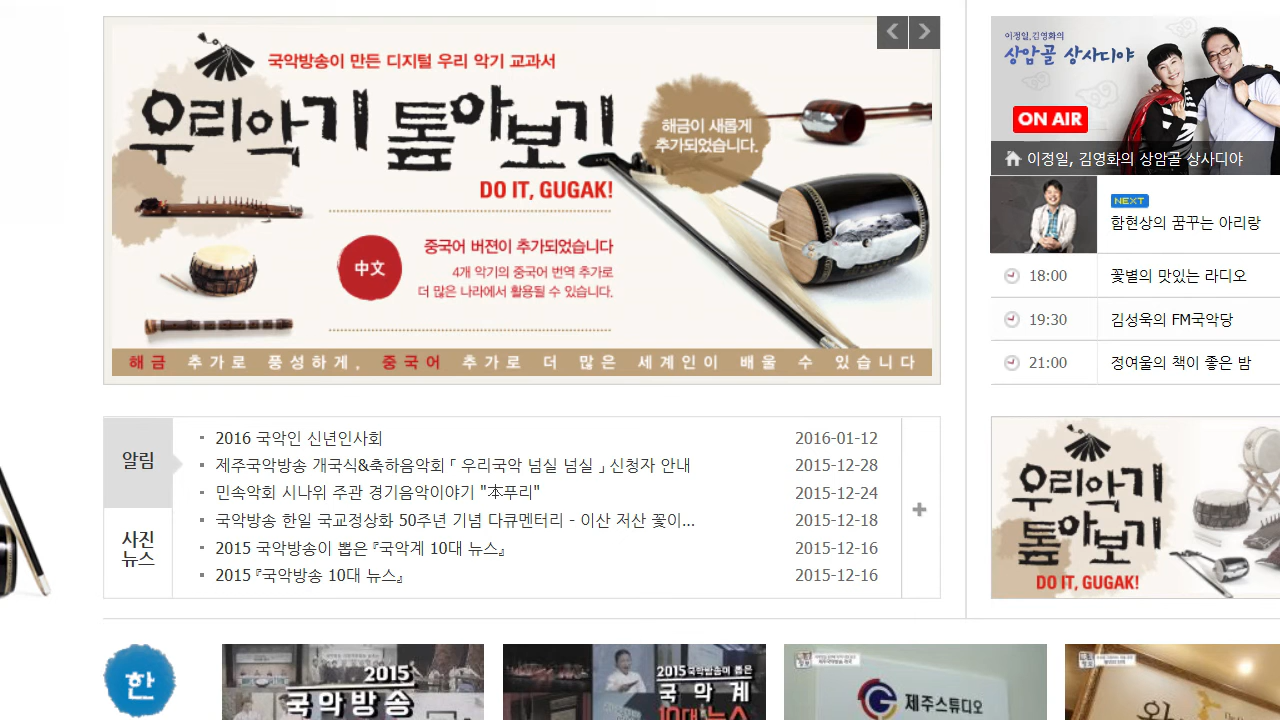 국악방송이 만든 디지털 우리 악기 교과서
우리악기 톺아보기
DO IT, GUGAK!
해금이 새롭게
추가되었습니다.
中文
중국어 버젼이 추가되었습니다
4개 악기의 중국어 번역 추가로
더 많은 나라에서 활용될 수 있습니다.
해금 추가로 풍성하게, 중국어 추가로 더 많은 세계인이 배울 수 있습니다
이정일,김영화의
상암골 상사디야
ON AIR
이정일, 김영화의 상암골 상사디야
NEXT
함현상의 꿈꾸는 아리랑
18:00 꽃별의 맛있는 라디오
19:30 김성욱의 FM국악당
21:00 정여울의 책이 좋은 밤
알림
사진
뉴스
2016 국악인 신년인사회 2016-01-12
제주국악방송 개국식&축하음악회 ｢ 우리국악 넘실 넘실 ｣ 신청자 안내 2015-12-28
민속악회 시나위 주관 경기음악이야기 "本푸리" 2015-12-24
국악방송 한일 국교정상화 50주년 기념 다큐멘터리 - 이산 저산 꽃이... 2015-12-18
2015 국악방송이 뽑은『국악계 10대 뉴스』 2015-12-16
2015『국악방송 10대 뉴스』 2015-12-16
우리악기
톺아보기
DO IT, GUGAK!
한
2015
국악방송
2015 국악방송이 뽑은
국악계
10대 뉴스
제주스튜디오